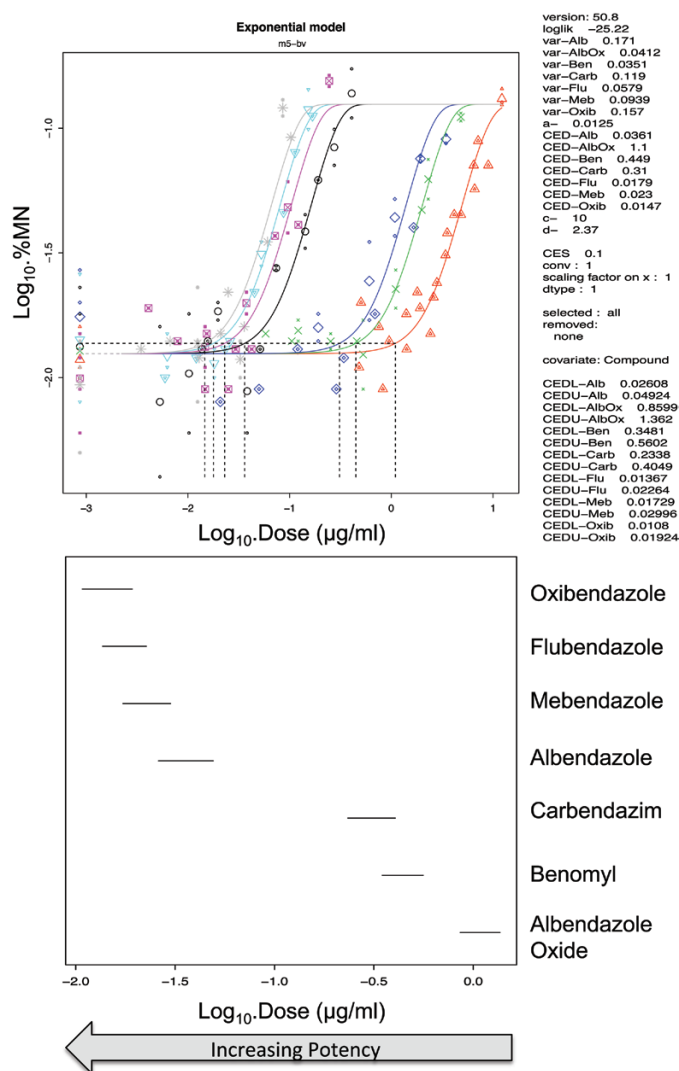 Exponential model
m5-bv
Log10.%MN
-1.0
-1.5
-2.0
-3
-2
-1
0
1
Log10.Dose (µg/ml)
version: 50.8
loglik -25.22
var-Alb 0.171
var-AlbOx 0.0412
var-Ben 0.0351
var-Carb 0.119
var-Flu 0.0579
var-Meb 0.0939
var-Oxib 0.157
a- 0.0125
CED-Alb 0.0361
CED-AlbOx 1.1
CED-Ben 0.449
CED-Carb 0.31
CED-Flu 0.0179
CED-Meb 0.023
CED-Oxib 0.0147
c- 10
d- 2.37
CES 0.1
conv : 1
scaling factor on x : 1
dtype : 1
selected : all
removed:
none
covariate: Compound
CEDL-Alb 0.02608
CEDU-Alb 0.04924
CEDL-AlbOx 0.8599
CEDU-AlbOx 1.362
CEDL-Ben 0.3481
CEDU-Ben 0.5602
CEDL-Carb 0.2338
CEDU-Carb 0.4049
CEDL-Flu 0.01367
CEDU-Flu 0.02264
CEDL-Meb 0.01729
CEDU-Meb 0.02996
CEDL-Oxib 0.0108
CEDU-Oxib 0.01924
Oxibendazole
Flubendazole
Mebendazole
Albendazole
Carbendazim
Benomyl
Albendazole
Oxide
-2.0
-1.5
-1.0
-0.5
0.0
Log10.Dose (µg/ml)
Increasing Potency